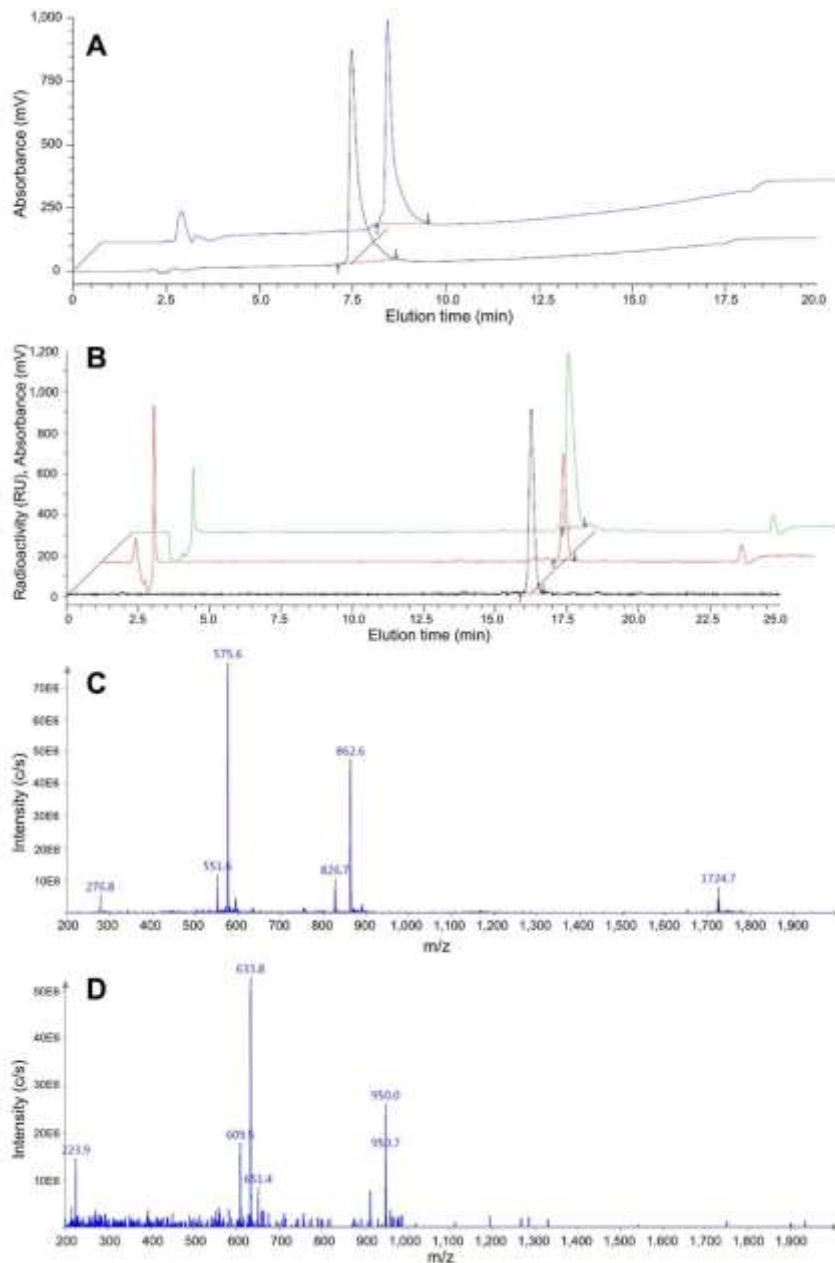 A
Absorbance (mV)
1,000
750
500
250
0
0 2.5 5.0 7.5 10.0 12.5 15.0 17.5 20.0
Elution time (min)
B
Radioactivity (RU), Absorbance (mV)
1,200
1,000
800
600
400
200
0
0 2.5 5.0 7.5 10.0 12.5 15.0 17.5 20.0 22.5 25.0
Elution time (min)
C
Intensity (c/s)
70E6
60E6
50E6
40E6
30E6
20E6
10E6
575.6
862.6
551.6
826.7
276.8
1724.7
200 300 400 500 600 700 800 900 1,000 1,100 1,200 1,300 1,400 1,500 1,600 1,700 1,800 1,900
m/z
D
Intensity (c/s)
50E6
40E6
30E6
20E6
10E6
633.8
950.0
950.7
223.9
651.4
200 300 400 500 600 700 800 900 1,000 1,100 1,200 1,300 1,400 1,500 1,600 1,700 1,800 1,900
m/z